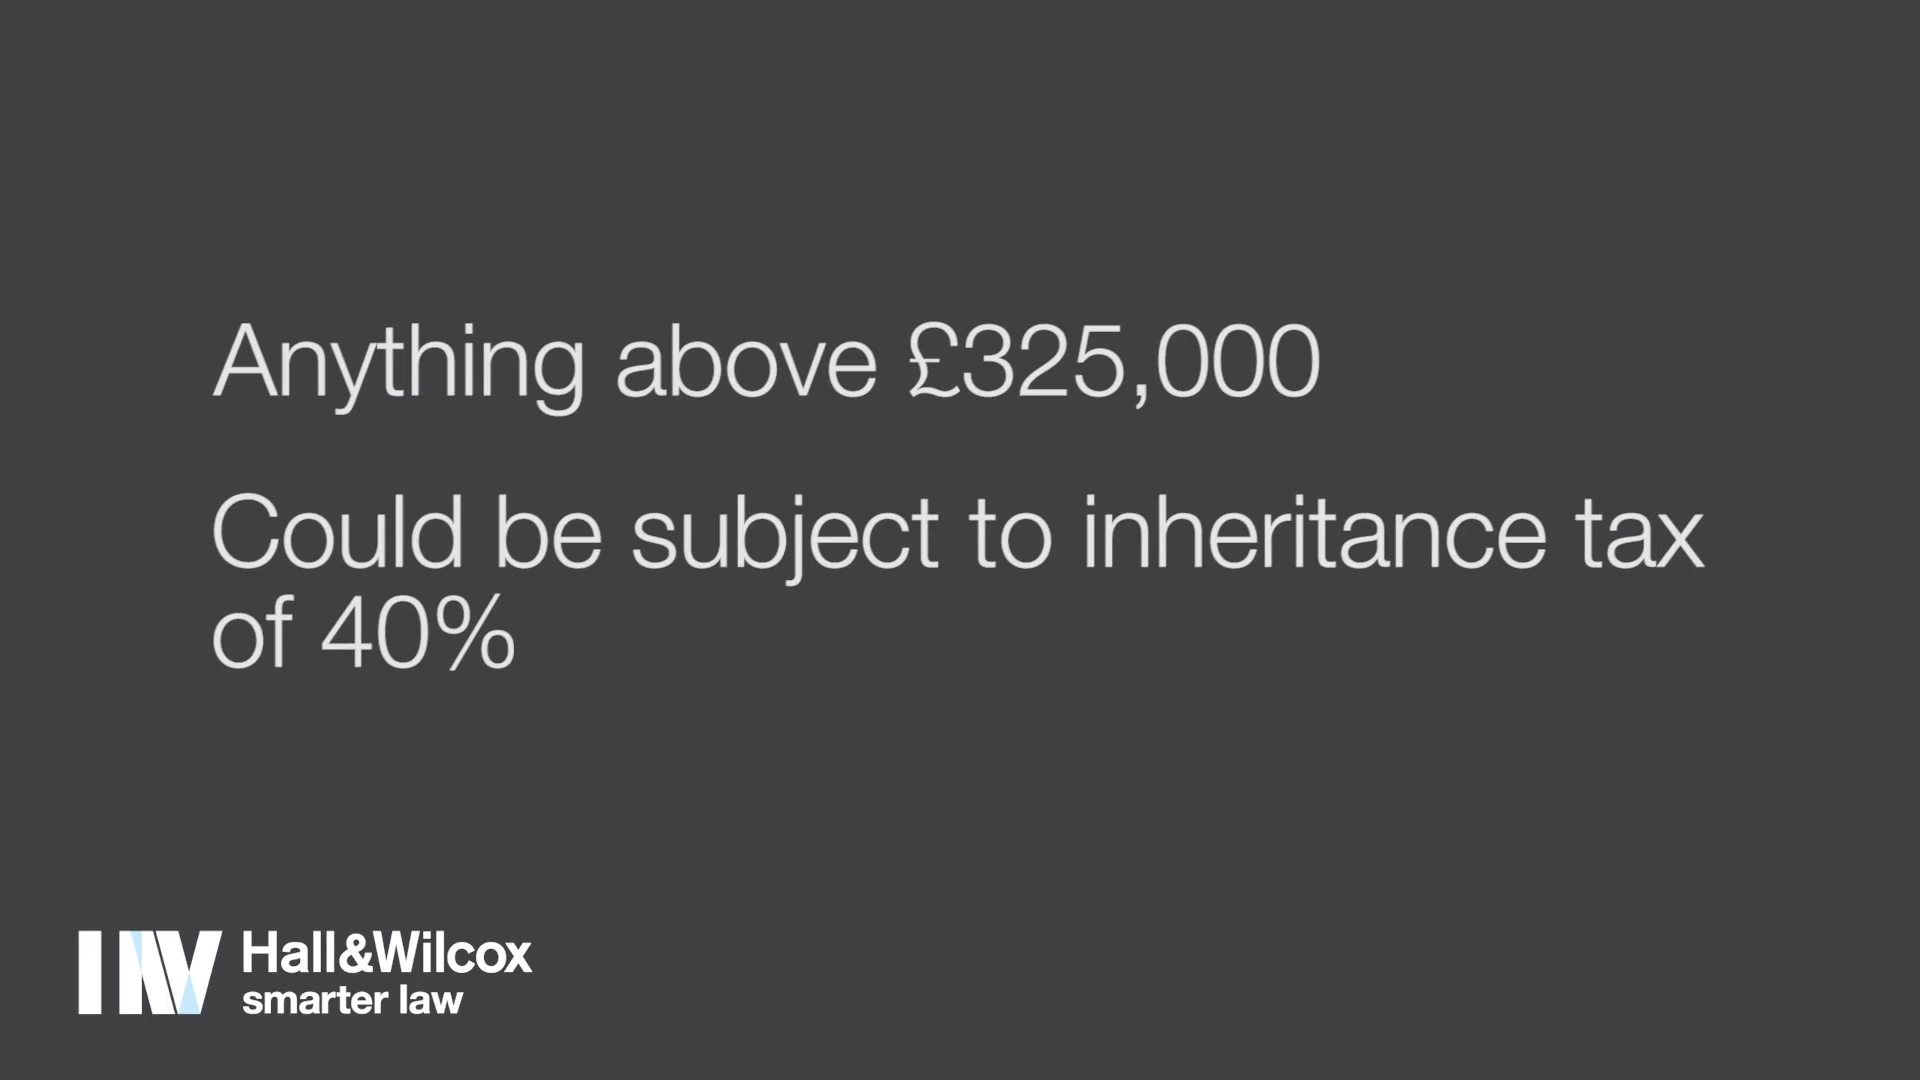 Anything above £325,000
Could be subject to inheritance tax
of 40%
Hall&Wilcox
smarter law